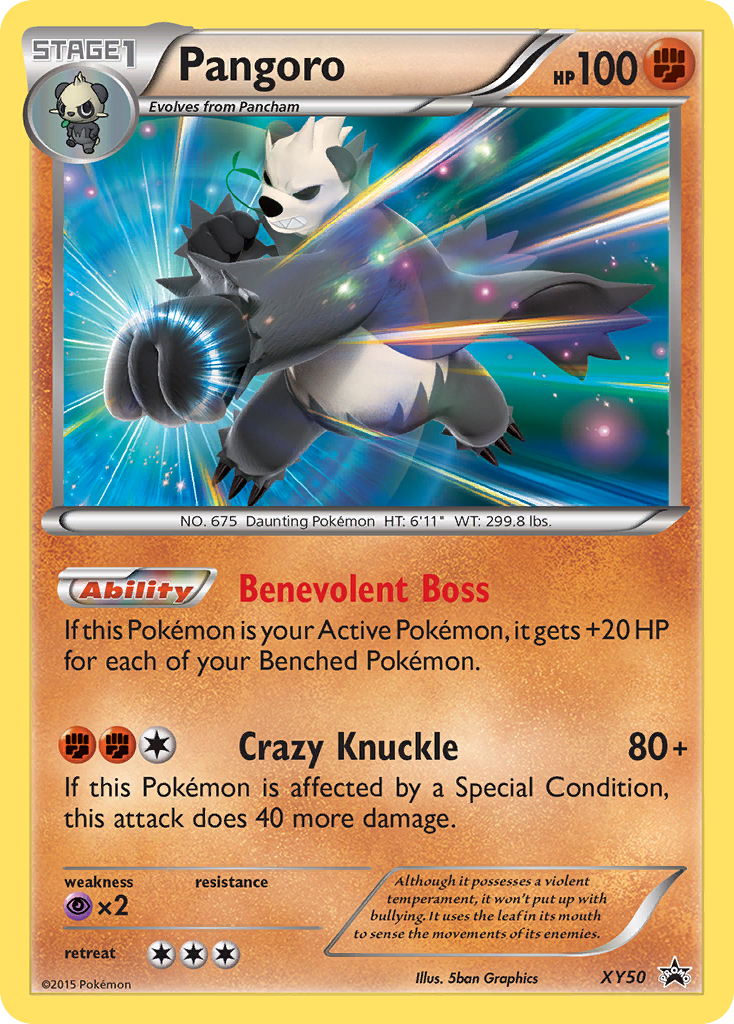 STAGE1
Pangoro
HP100
Evolves from Pancham
NO. 675 Daunting Pokémon HT: 6'11" WT: 299.8 lbs.
Ability Benevolent Boss
If this Pokémon is your Active Pokémon, it gets +20 HP
for each of your Benched Pokémon.
Crazy Knuckle 80+
If this Pokémon is affected by a Special Condition,
this attack does 40 more damage.
weakness resistance
×2
retreat
Although it possesses a violent
temperament, it won't put up with
bullying. It uses the leaf in its mouth
to sense the movements of its enemies.
©2015 Pokémon
Illus. 5ban Graphics
XY50
PROMO